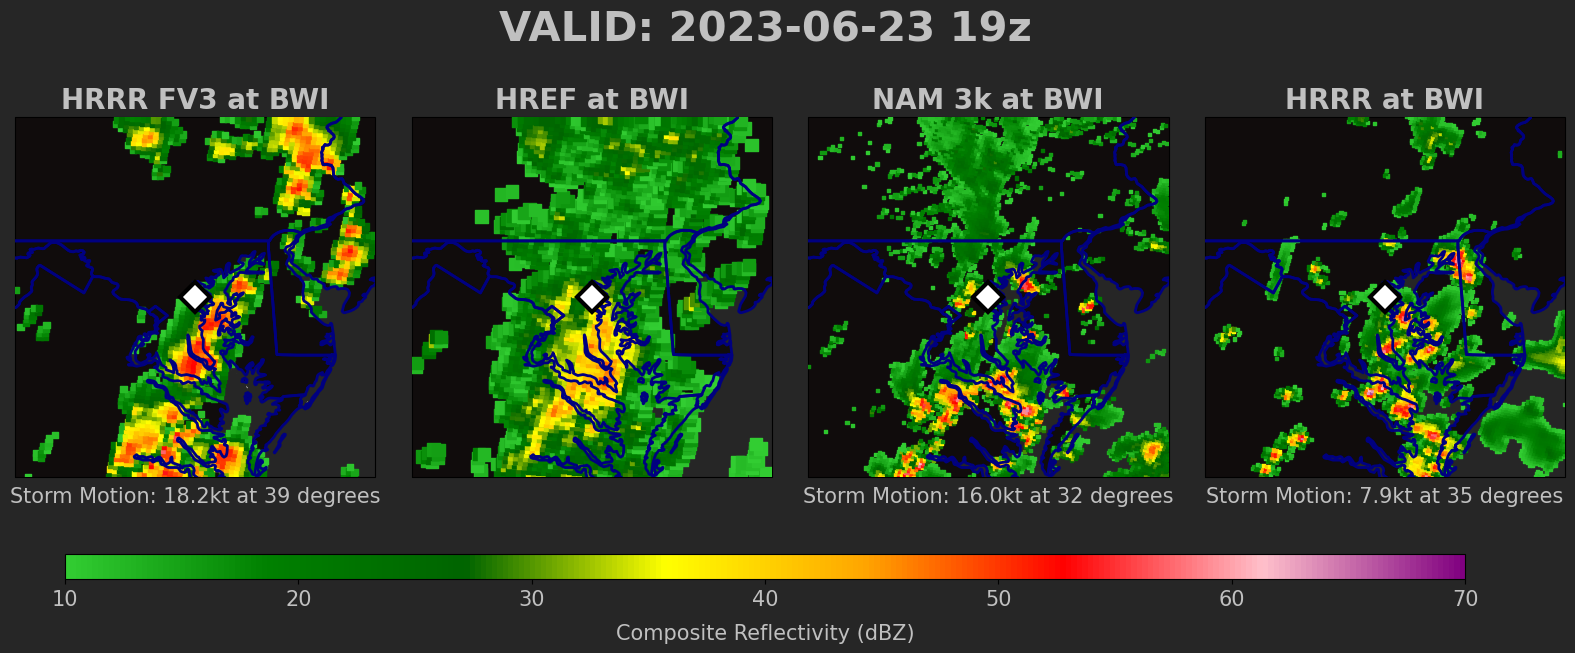 VALID: 2023-06-23 19z
HRRR FV3 at BWI
HREF at BWI
NAM 3k at BWI
HRRR at BWI
Storm Motion: 18.2kt at 39 degrees
Storm Motion: 16.0kt at 32 degrees
Storm Motion: 7.9kt at 35 degrees
10 20 30 40 50 60 70
Composite Reflectivity (dBZ)